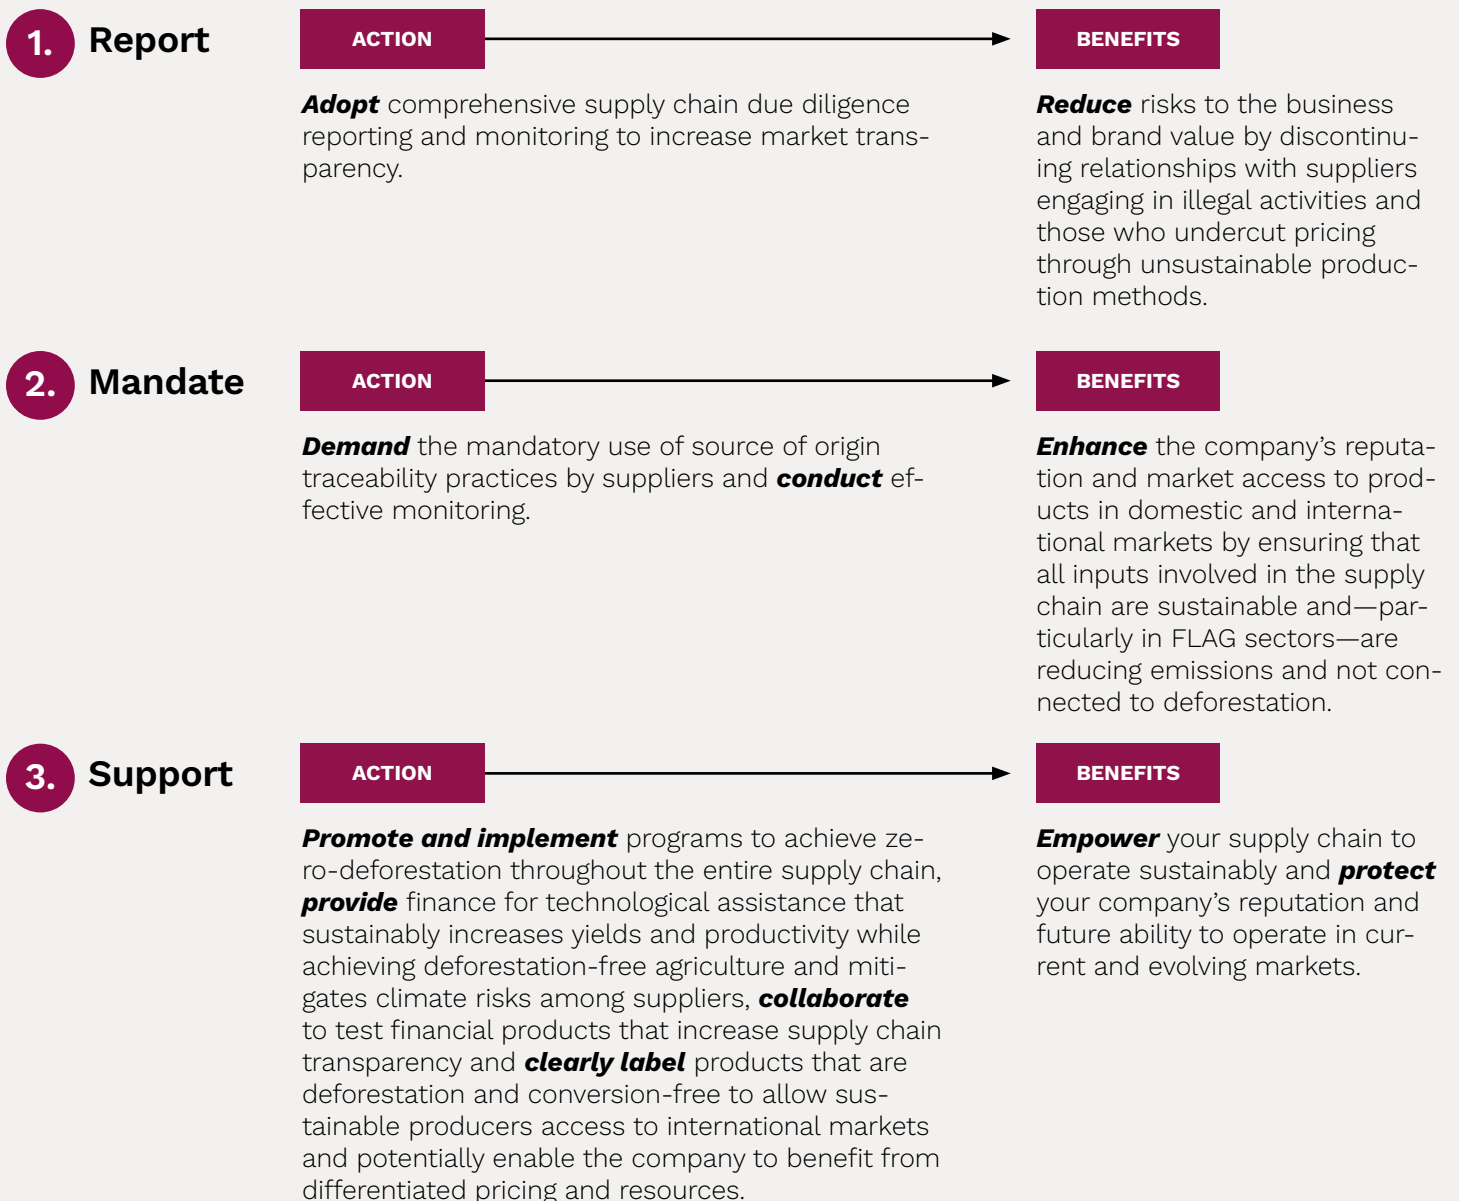 1. Report
ACTION
BENEFITS
Adopt comprehensive supply chain due diligence
reporting and monitoring to increase market trans-
parency.
Reduce risks to the business
and brand value by discontinu-
ing relationships with suppliers
engaging in illegal activities and
those who undercut pricing
through unsustainable produc-
tion methods.
2. Mandate
ACTION
BENEFITS
Demand the mandatory use of source of origin
traceability practices by suppliers and conduct ef-
fective monitoring.
Enhance the company’s reputa-
tion and market access to prod-
ucts in domestic and interna-
tional markets by ensuring that
all inputs involved in the supply
chain are sustainable and—par-
ticularly in FLAG sectors—are
reducing emissions and not con-
nected to deforestation.
3. Support
ACTION
BENEFITS
Promote and implement programs to achieve ze-
ro-deforestation throughout the entire supply chain,
provide finance for technological assistance that
sustainably increases yields and productivity while
achieving deforestation-free agriculture and miti-
gates climate risks among suppliers, collaborate
to test financial products that increase supply chain
transparency and clearly label products that are
deforestation and conversion-free to allow sus-
tainable producers access to international markets
and potentially enable the company to benefit from
differentiated pricing and resources.
Empower your supply chain to
operate sustainably and protect
your company’s reputation and
future ability to operate in cur-
rent and evolving markets.